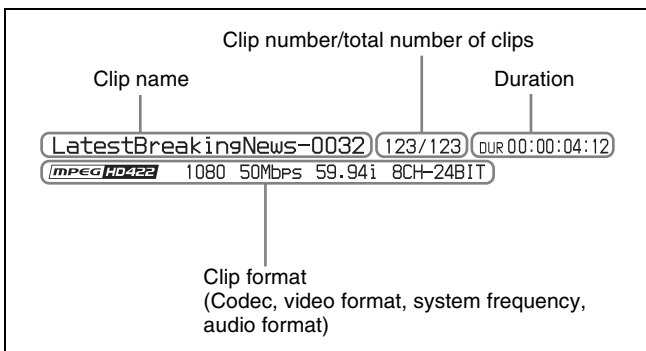 Clip number/total number of clips
Clip name
Duration
LatestBreakingNews-0032 123/123 DUR 00:00:04:12
MPEG HD422 1080 50Mbps 59.94i 8CH-24BIT
Clip format
(Codec, video format, system frequency,
audio format)